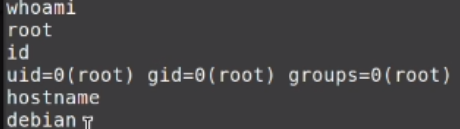 whoami
root
id
uid=0(root) gid=0(root) groups=0(root)
hostname
debian